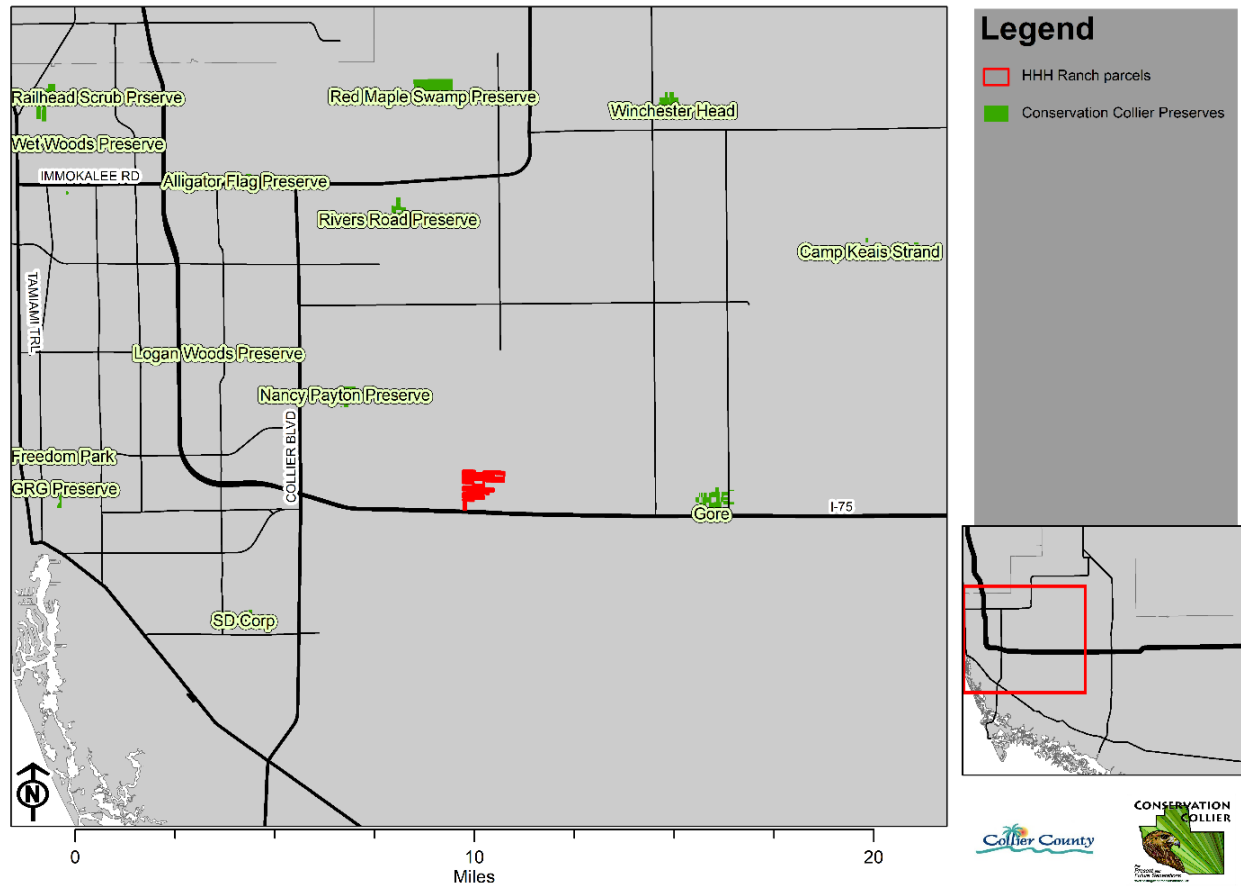 Legend
HHH Ranch parcels
Conservation Collier Preserves
Railhead Scrub Prserve
Red Maple Swamp Preserve
Winchester Head
Wet Woods Preserve
IMMOKALEE RD
Alligator Flag Preserve
Rivers Road Preserve
Camp Keais Strand
TAMIAMI TRL
Logan Woods Preserve
Nancy Payton Preserve
COLLIER BLVD
Freedom Park
GRG Preserve
Gore
I-75
SD Corp
N
0 10 20
Miles
Collier County
CONSERVATION
COLLIER